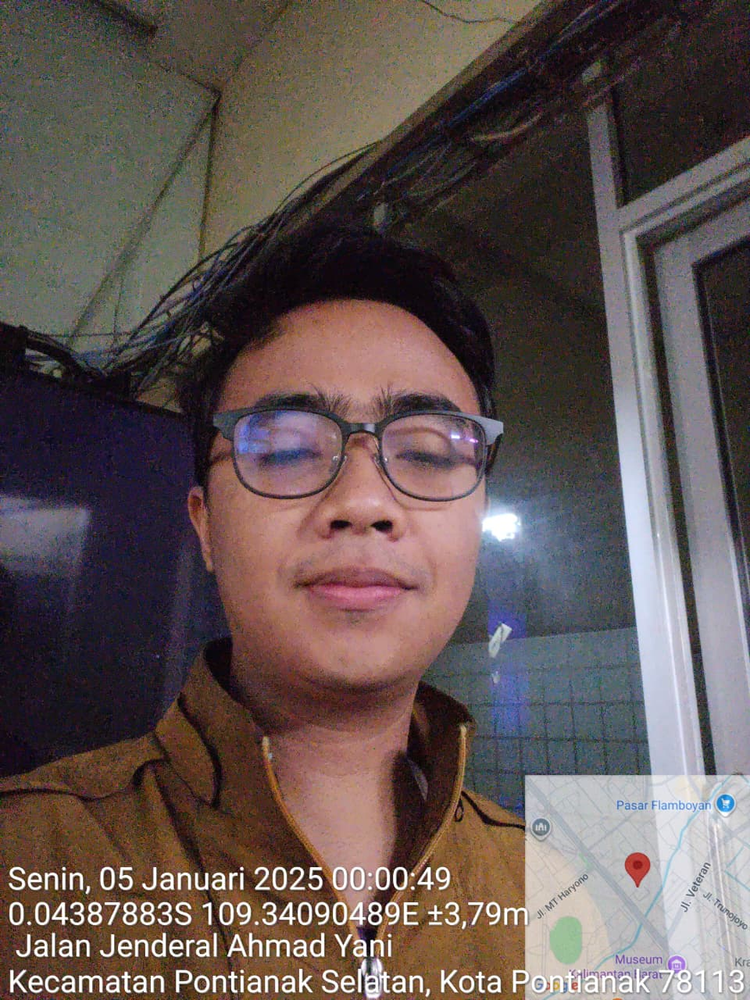 Pasar Flamboyan
Jl. MT Haryono
Jl. Veteran
Jl. Trunojoyo
Museum
Kalimantan Barat
Kra
Google
Senin, 05 Januari 2025 00:00:49
0.04387883S 109.34090489E ±3,79m
Jalan Jenderal Ahmad Yani
Kecamatan Pontianak Selatan, Kota Pontianak 78113